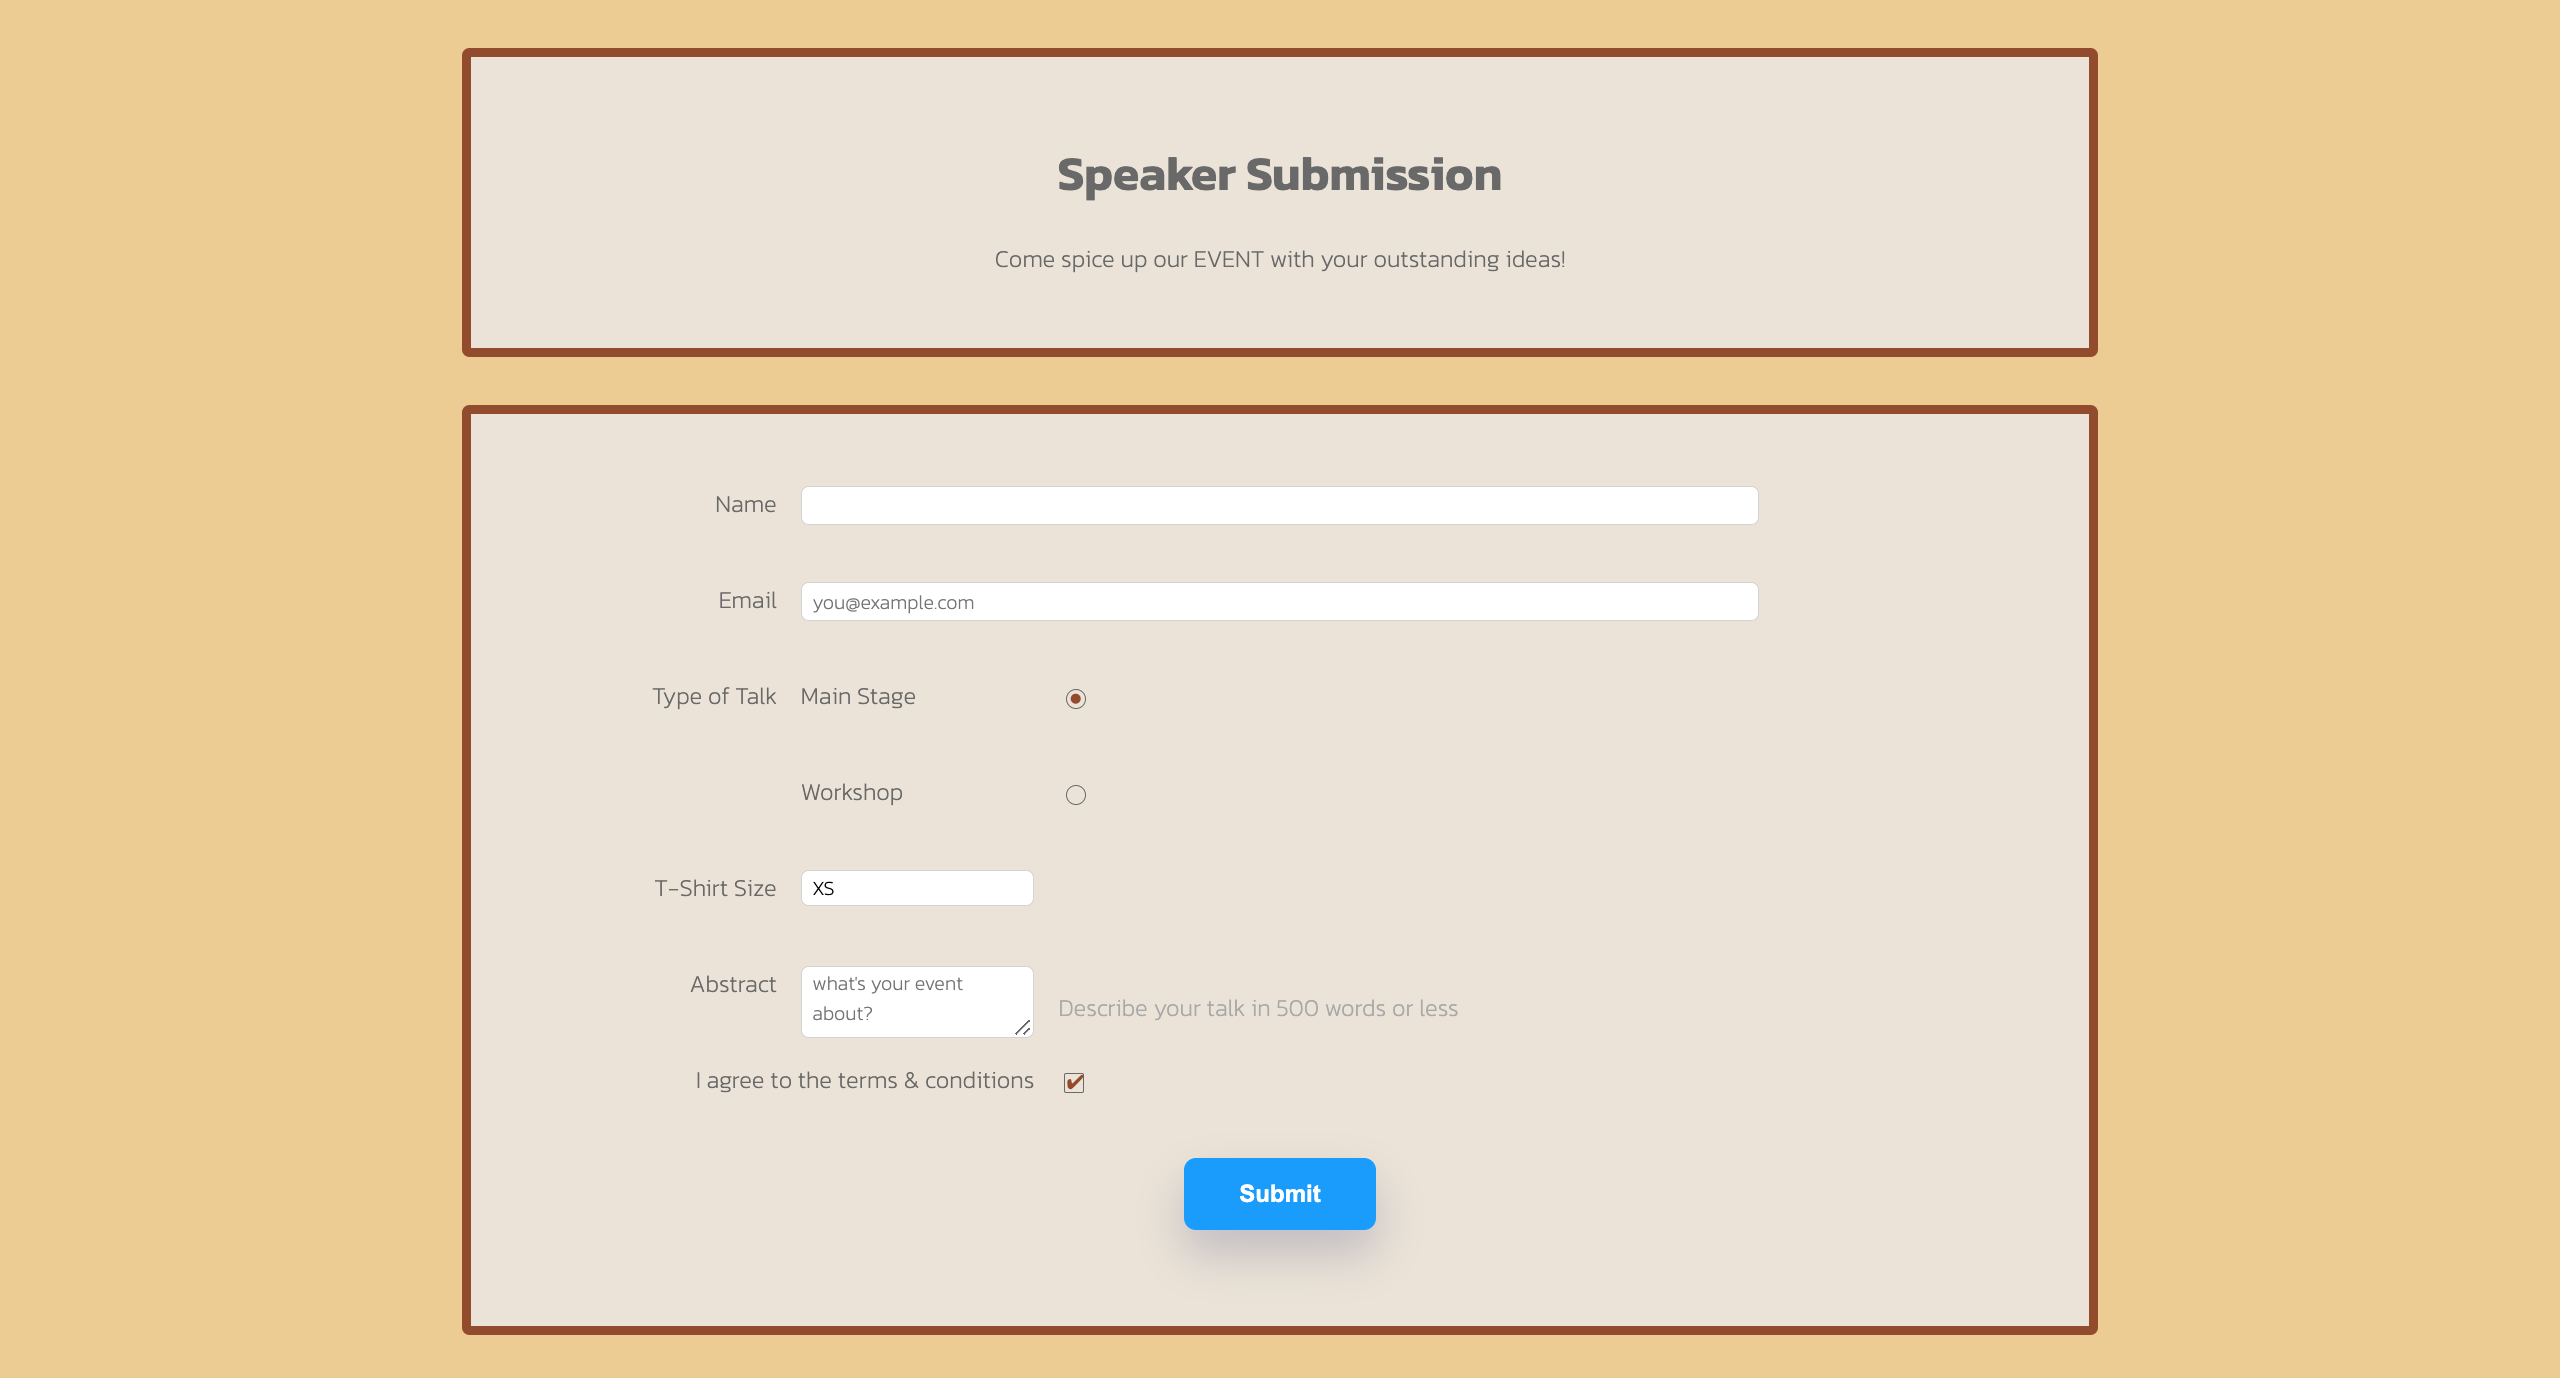 Speaker Submission
Come spice up our EVENT with your outstanding ideas!
Name
Email
you@example.com
Type of Talk
Main Stage
Workshop
T-Shirt Size
XS
Abstract
what's your event
about?
Describe your talk in 500 words or less
I agree to the terms & conditions
Submit